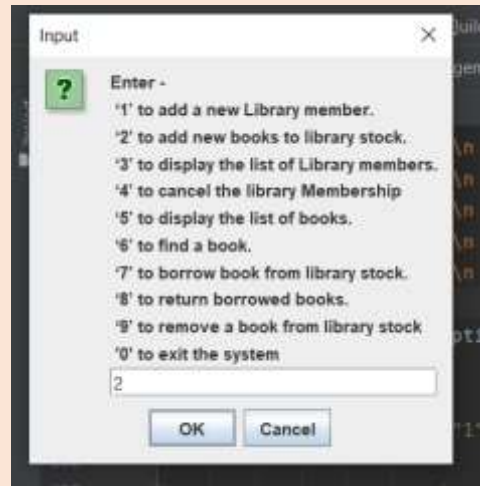 Input
Enter -
‘1’ to add a new Library member.
‘2’ to add new books to library stock.
‘3’ to display the list of Library members.
‘4’ to cancel the library Membership
‘5’ to display the list of books.
‘6’ to find a book.
‘7’ to borrow book from library stock.
‘8’ to return borrowed books.
‘9’ to remove a book from library stock
'0' to exit the system
2
OK Cancel
\n
\n
\n
\n
\n